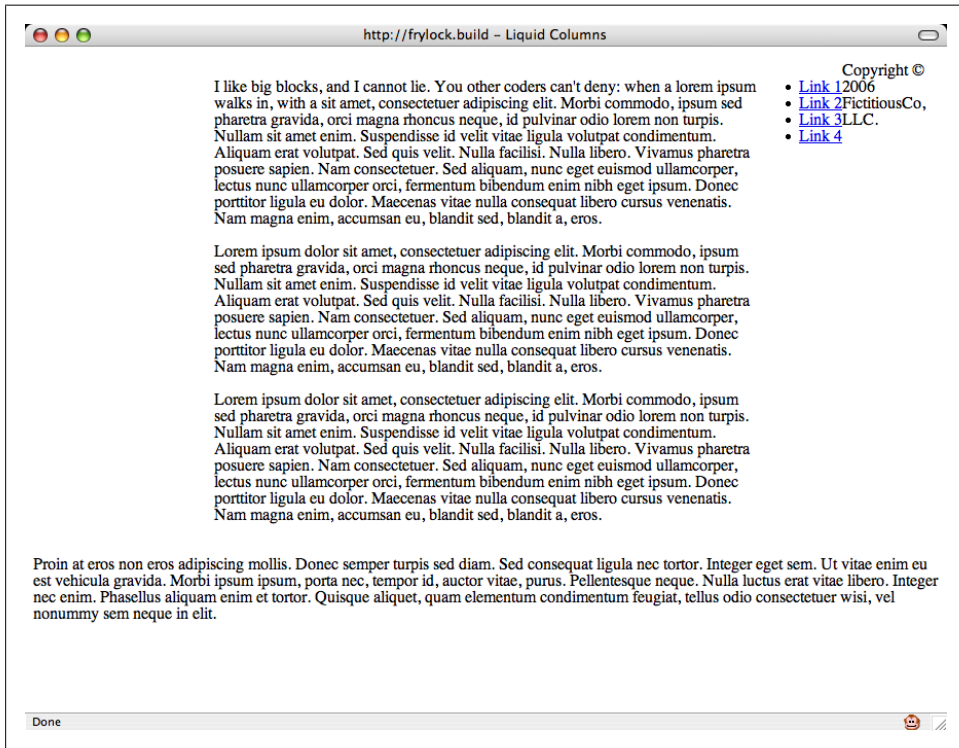 http://frylock.build – Liquid Columns
I like big blocks, and I cannot lie. You other coders can't deny: when a lorem ipsum
walks in, with a sit amet, consectetuer adipiscing elit. Morbi commodo, ipsum sed
pharetra gravida, orci magna rhoncus neque, id pulvinar odio lorem non turpis.
Nullam sit amet enim. Suspendisse id velit vitae ligula volutpat condimentum.
Aliquam erat volutpat. Sed quis velit. Nulla facilisi. Nulla libero. Vivamus pharetra
posuere sapien. Nam consectetuer. Sed aliquam, nunc eget euismod ullamcorper,
lectus nunc ullamcorper orci, fermentum bibendum enim nibh eget ipsum. Donec
porttitor ligula eu dolor. Maecenas vitae nulla consequat libero cursus venenatis.
Nam magna enim, accumsan eu, blandit sed, blandit a, eros.
Lorem ipsum dolor sit amet, consectetuer adipiscing elit. Morbi commodo, ipsum
sed pharetra gravida, orci magna rhoncus neque, id pulvinar odio lorem non turpis.
Nullam sit amet enim. Suspendisse id velit vitae ligula volutpat condimentum.
Aliquam erat volutpat. Sed quis velit. Nulla facilisi. Nulla libero. Vivamus pharetra
posuere sapien. Nam consectetuer. Sed aliquam, nunc eget euismod ullamcorper,
lectus nunc ullamcorper orci, fermentum bibendum enim nibh eget ipsum. Donec
porttitor ligula eu dolor. Maecenas vitae nulla consequat libero cursus venenatis.
Nam magna enim, accumsan eu, blandit sed, blandit a, eros.
Lorem ipsum dolor sit amet, consectetuer adipiscing elit. Morbi commodo, ipsum
sed pharetra gravida, orci magna rhoncus neque, id pulvinar odio lorem non turpis.
Nullam sit amet enim. Suspendisse id velit vitae ligula volutpat condimentum.
Aliquam erat volutpat. Sed quis velit. Nulla facilisi. Nulla libero. Vivamus pharetra
posuere sapien. Nam consectetuer. Sed aliquam, nunc eget euismod ullamcorper,
lectus nunc ullamcorper orci, fermentum bibendum enim nibh eget ipsum. Donec
porttitor ligula eu dolor. Maecenas vitae nulla consequat libero cursus venenatis.
Nam magna enim, accumsan eu, blandit sed, blandit a, eros.
• Link 1
• Link 2
• Link 3
• Link 4
Copyright ©
2006
FictitiousCo,
LLC.
Proin at eros non eros adipiscing mollis. Donec semper turpis sed diam. Sed consequat ligula nec tortor. Integer eget sem. Ut vitae enim eu
est vehicula gravida. Morbi ipsum ipsum, porta nec, tempor id, auctor vitae, purus. Pellentesque neque. Nulla luctus erat vitae libero. Integer
nec enim. Phasellus aliquam enim et tortor. Quisque aliquet, quam elementum condimentum feugiat, tellus odio consectetuer wisi, vel
nonummy sem neque in elit.
Done